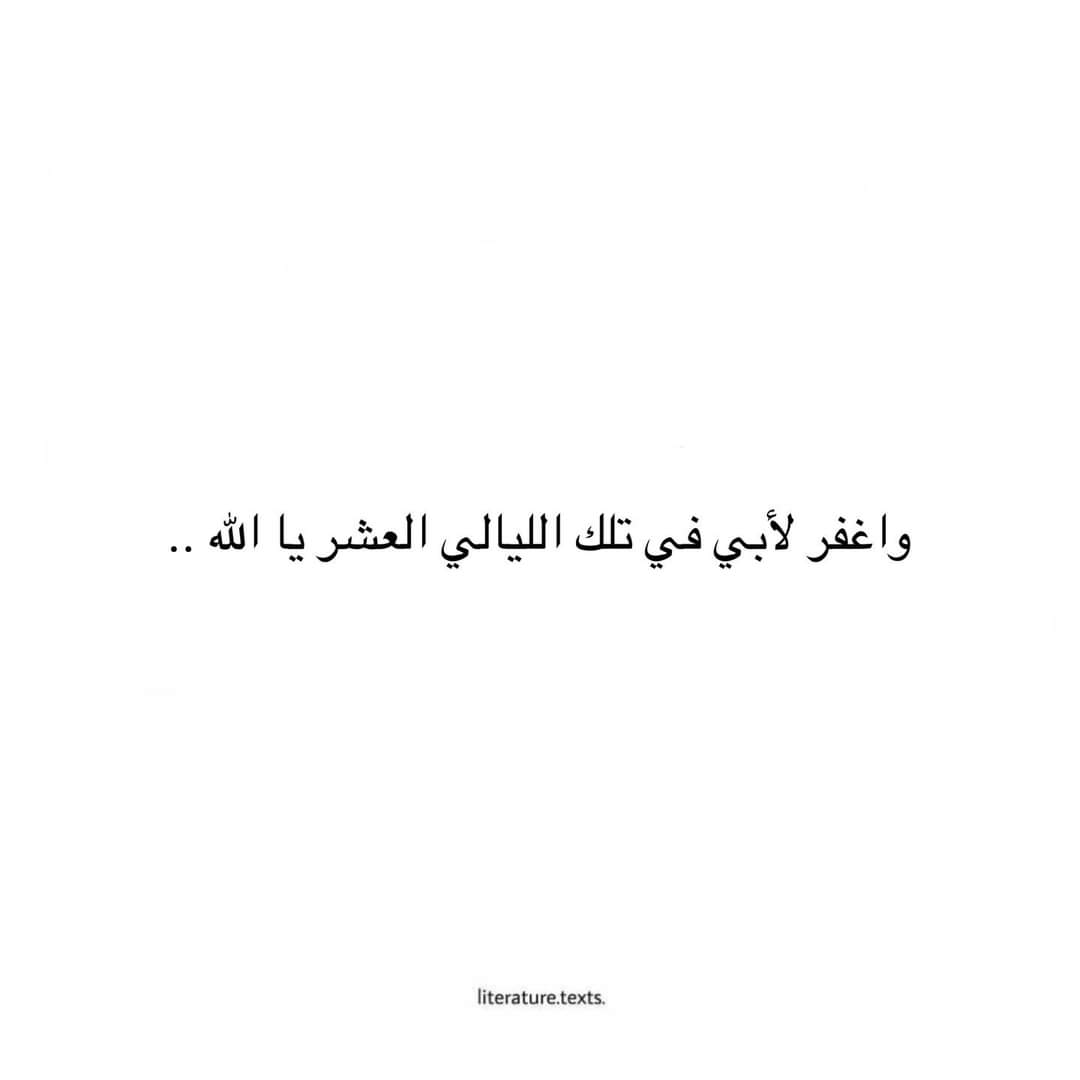 واغفر لأبي في تلك الليالي العشر يا الله ..
literature.texts.